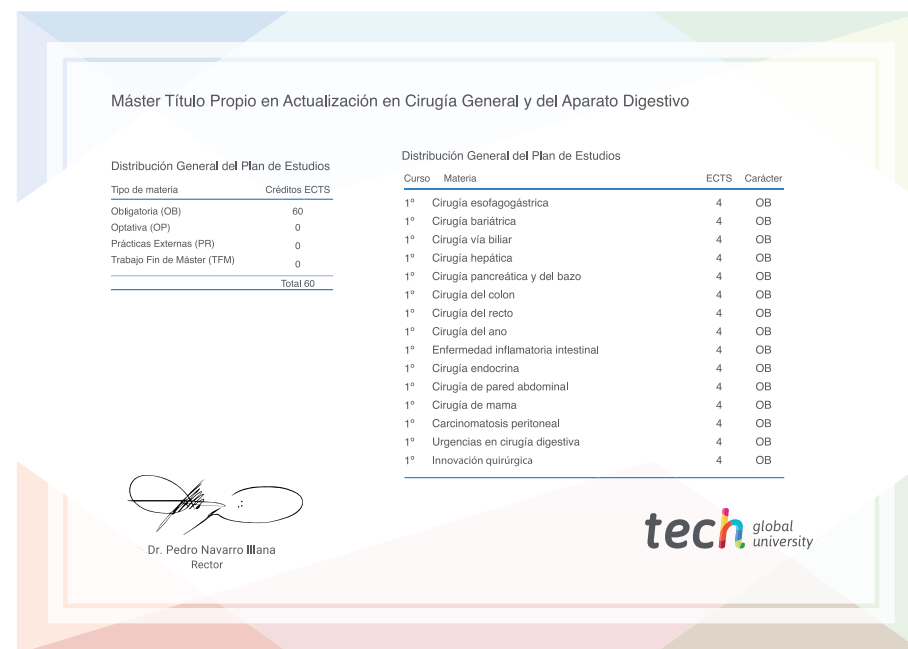 Máster Título Propio en Actualización en Cirugía General y del Aparato Digestivo
Distribución General del Plan de Estudios
Tipo de materia Créditos ECTS
Obligatoria (OB) 60
Optativa (OP) 0
Prácticas Externas (PR) 0
Trabajo Fin de Máster (TFM) 0
Total 60
Distribución General del Plan de Estudios
Curso Materia ECTS Carácter
1º Cirugía esofagogástrica 4 OB
1º Cirugía bariátrica 4 OB
1º Cirugía vía biliar 4 OB
1º Cirugía hepática 4 OB
1º Cirugía pancreática y del bazo 4 OB
1º Cirugía del colon 4 OB
1º Cirugía del recto 4 OB
1º Cirugía del ano 4 OB
1º Enfermedad inflamatoria intestinal 4 OB
1º Cirugía endocrina 4 OB
1º Cirugía de pared abdominal 4 OB
1º Cirugía de mama 4 OB
1º Carcinomatosis peritoneal 4 OB
1º Urgencias en cirugía digestiva 4 OB
1º Innovación quirúrgica 4 OB
Dr. Pedro Navarro Illana
Rector
tech global
university